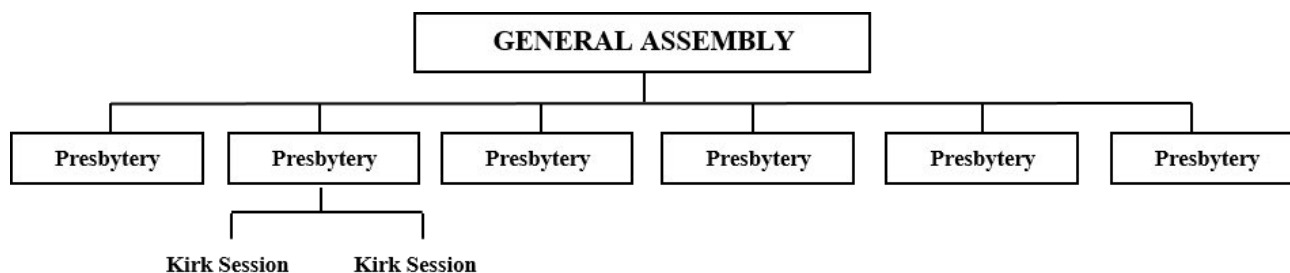 GENERAL ASSEMBLY
Presbytery Presbytery Presbytery Presbytery Presbytery Presbytery
Kirk Session Kirk Session